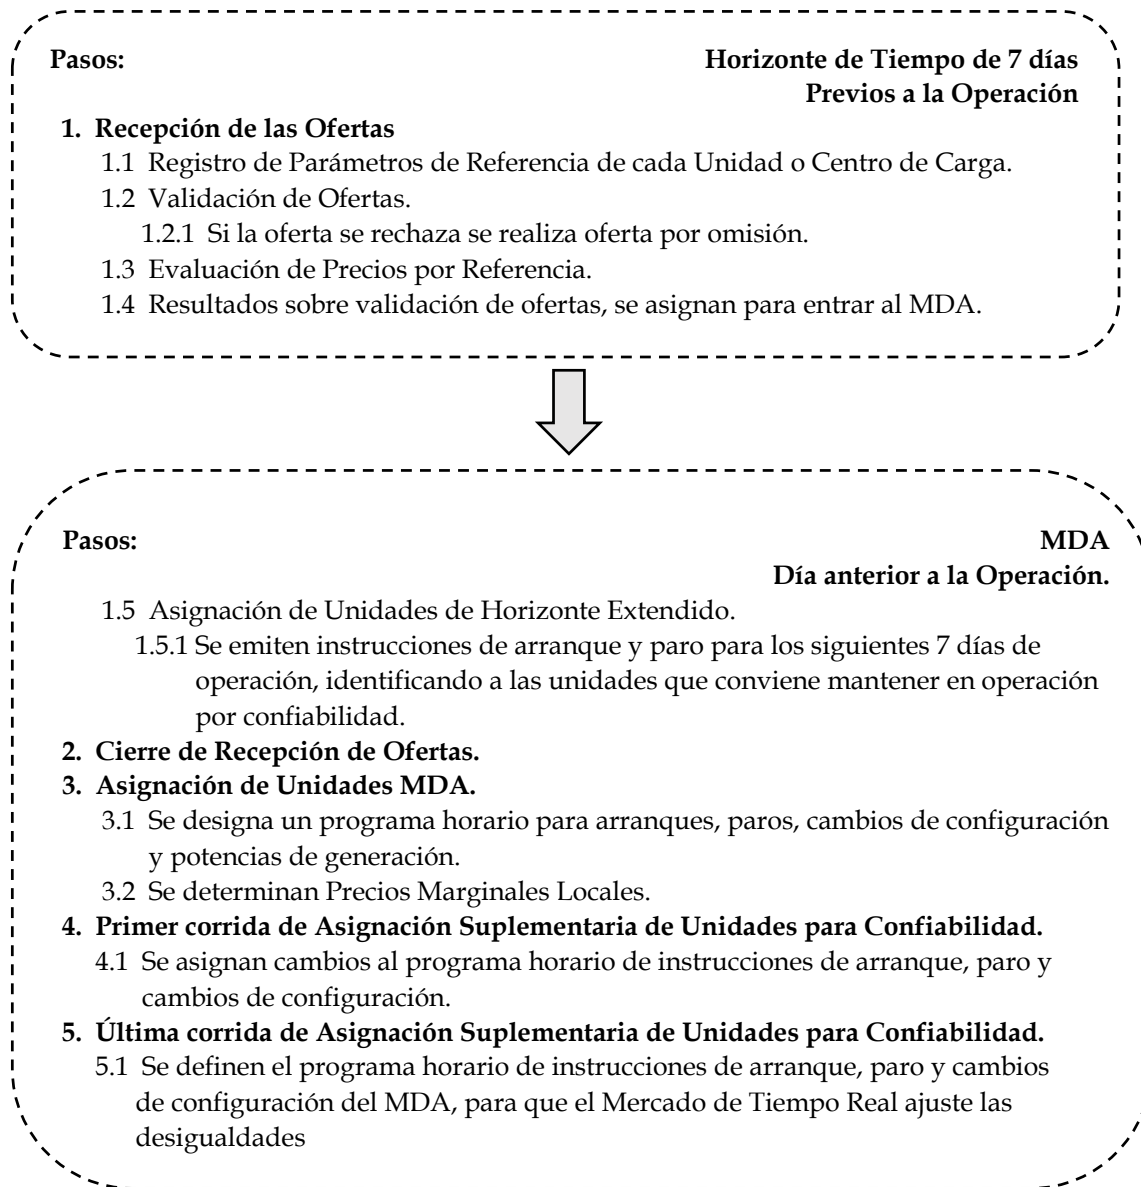 Pasos:
Horizonte de Tiempo de 7 días
Previos a la Operación
1. Recepción de las Ofertas
1.1 Registro de Parámetros de Referencia de cada Unidad o Centro de Carga.
1.2 Validación de Ofertas.
1.2.1 Si la oferta se rechaza se realiza oferta por omisión.
1.3 Evaluación de Precios por Referencia.
1.4 Resultados sobre validación de ofertas, se asignan para entrar al MDA.
Pasos:
MDA
Día anterior a la Operación.
1.5 Asignación de Unidades de Horizonte Extendido.
1.5.1 Se emiten instrucciones de arranque y paro para los siguientes 7 días de
operación, identificando a las unidades que conviene mantener en operación
por confiabilidad.
2. Cierre de Recepción de Ofertas.
3. Asignación de Unidades MDA.
3.1 Se designa un programa horario para arranques, paros, cambios de configuración
y potencias de generación.
3.2 Se determinan Precios Marginales Locales.
4. Primer corrida de Asignación Suplementaria de Unidades para Confiabilidad.
4.1 Se asignan cambios al programa horario de instrucciones de arranque, paro y
cambios de configuración.
5. Última corrida de Asignación Suplementaria de Unidades para Confiabilidad.
5.1 Se definen el programa horario de instrucciones de arranque, paro y cambios
de configuración del MDA, para que el Mercado de Tiempo Real ajuste las
desigualdades